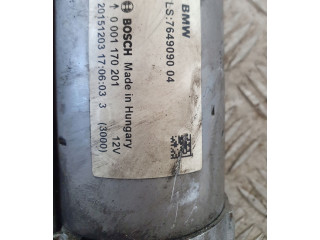 BMW
LS:7649090 04
BOSCH Made in Hungary
0 001 170 201
20151203 17:06:03 3
(3000)
12V